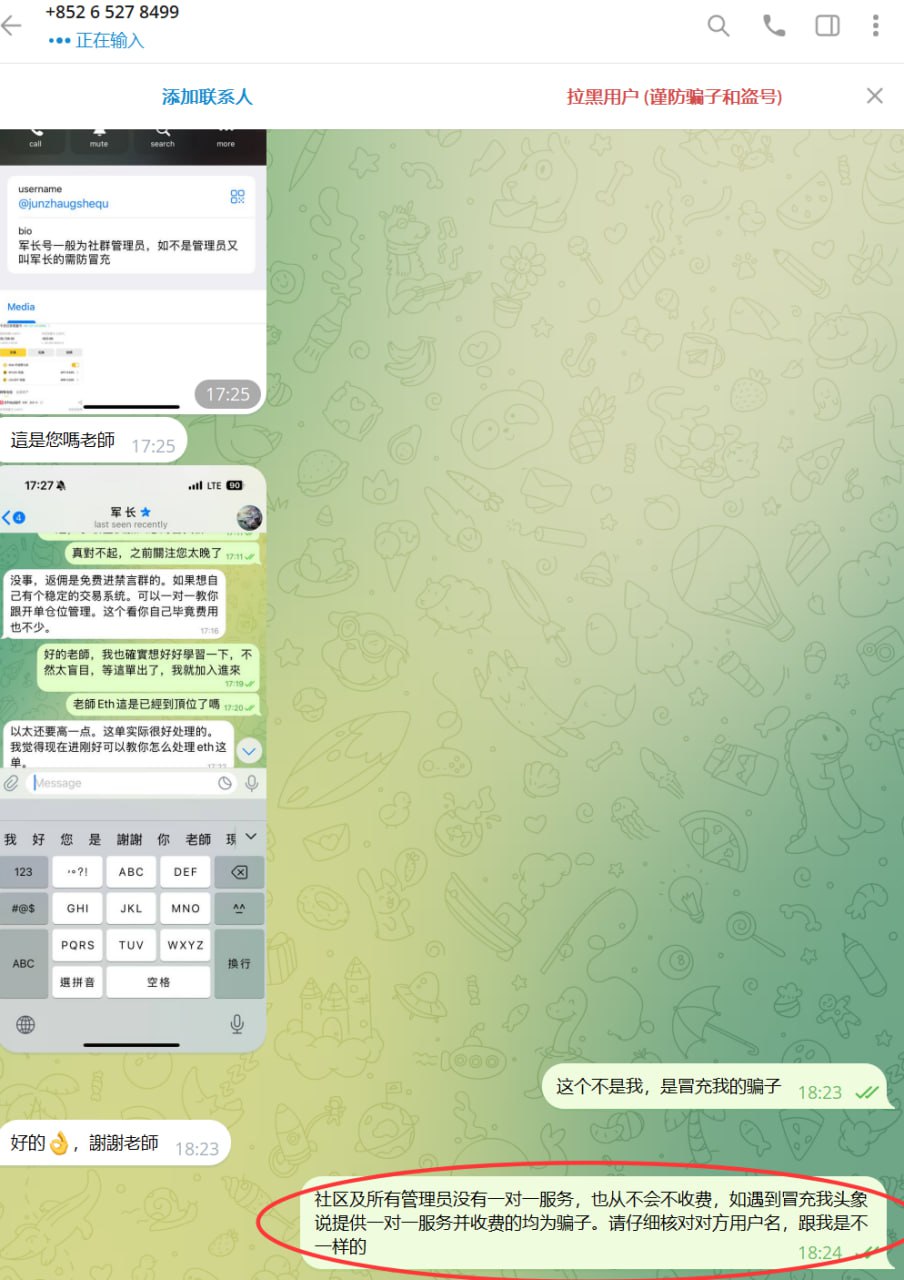 +852 6 527 8499
正在输入
添加联系人
拉黑用户 (谨防骗子和盗号)
call
mute
search
more
username
@junzhaugshequ
bio
军长号一般为社群管理员，如不是管理员又
叫军长的需防冒充
Media
17:25
這是您嗎老師
17:25
17:27
LTE
90
4
军 长
last seen recently
真對不起，之前關注您太晚了
17:11
没事，返佣是免费进禁言群的。如果想自
己有个稳定的交易系统。可以一对一教你
跟开单仓位管理。这个看你自己毕竟费用
也不少。
17:16
好的老師，我也確實想好好學習一下，不
然太盲目，等這單出了，我就加入進來
17:19
老師Eth這是已經到頂位了嗎
17:20
以太还要高一点。这单实际很好处理的。
我觉得现在进刚好可以教你怎么处理eth这
单。
Message
我 好 您 是 謝謝 你 老師 現
123
ABC
DEF
#@$
GHI
JKL
MNO
^^
ABC
PQRS
TUV
WXYZ
換行
選拼音
空格
这个不是我，是冒充我的骗子
18:23
好的👌，謝謝老師
18:23
社区及所有管理员没有一对一服务，也从不会不收费，如遇到冒充我头象
说提供一对一服务并收费的均为骗子。请仔细核对对方用户名，跟我是不
一样的
18:24